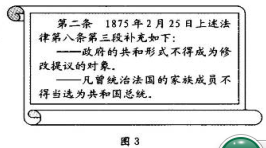 第二条 1875年2月25日上述法
律第八条第三段补充如下：
——政府的共和形式不得成为修
改提议的对象。
——凡曾统治法国的家族成员不
得当选为共和国总统。
图3